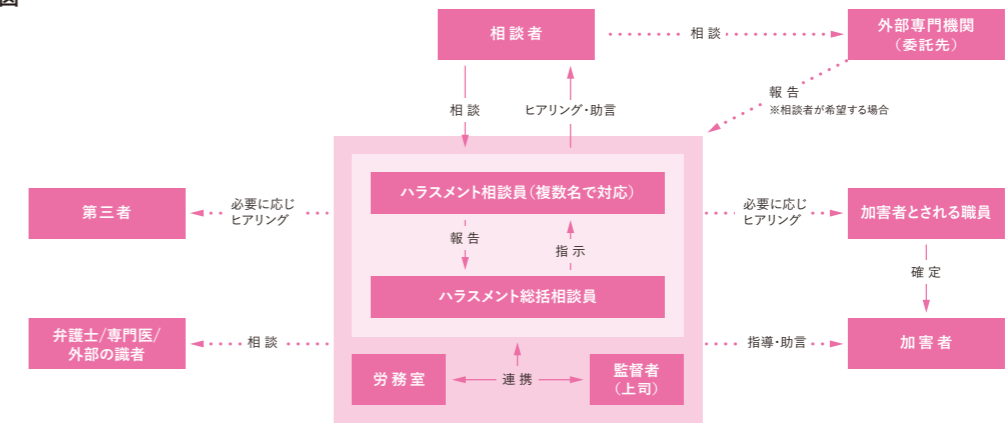 図
相談者
相談
外部専門機関
(委託先)
報告
※相談者が希望する場合
相談
ヒアリング・助言
ハラスメント相談員(複数名で対応)
第三者
必要に応じ
ヒアリング
必要に応じ
ヒアリング
加害者とされる職員
報告
指示
確定
ハラスメント総括相談員
弁護士/専門医/
外部の識者
相談
指導・助言
加害者
労務室
連携
監督者
(上司)